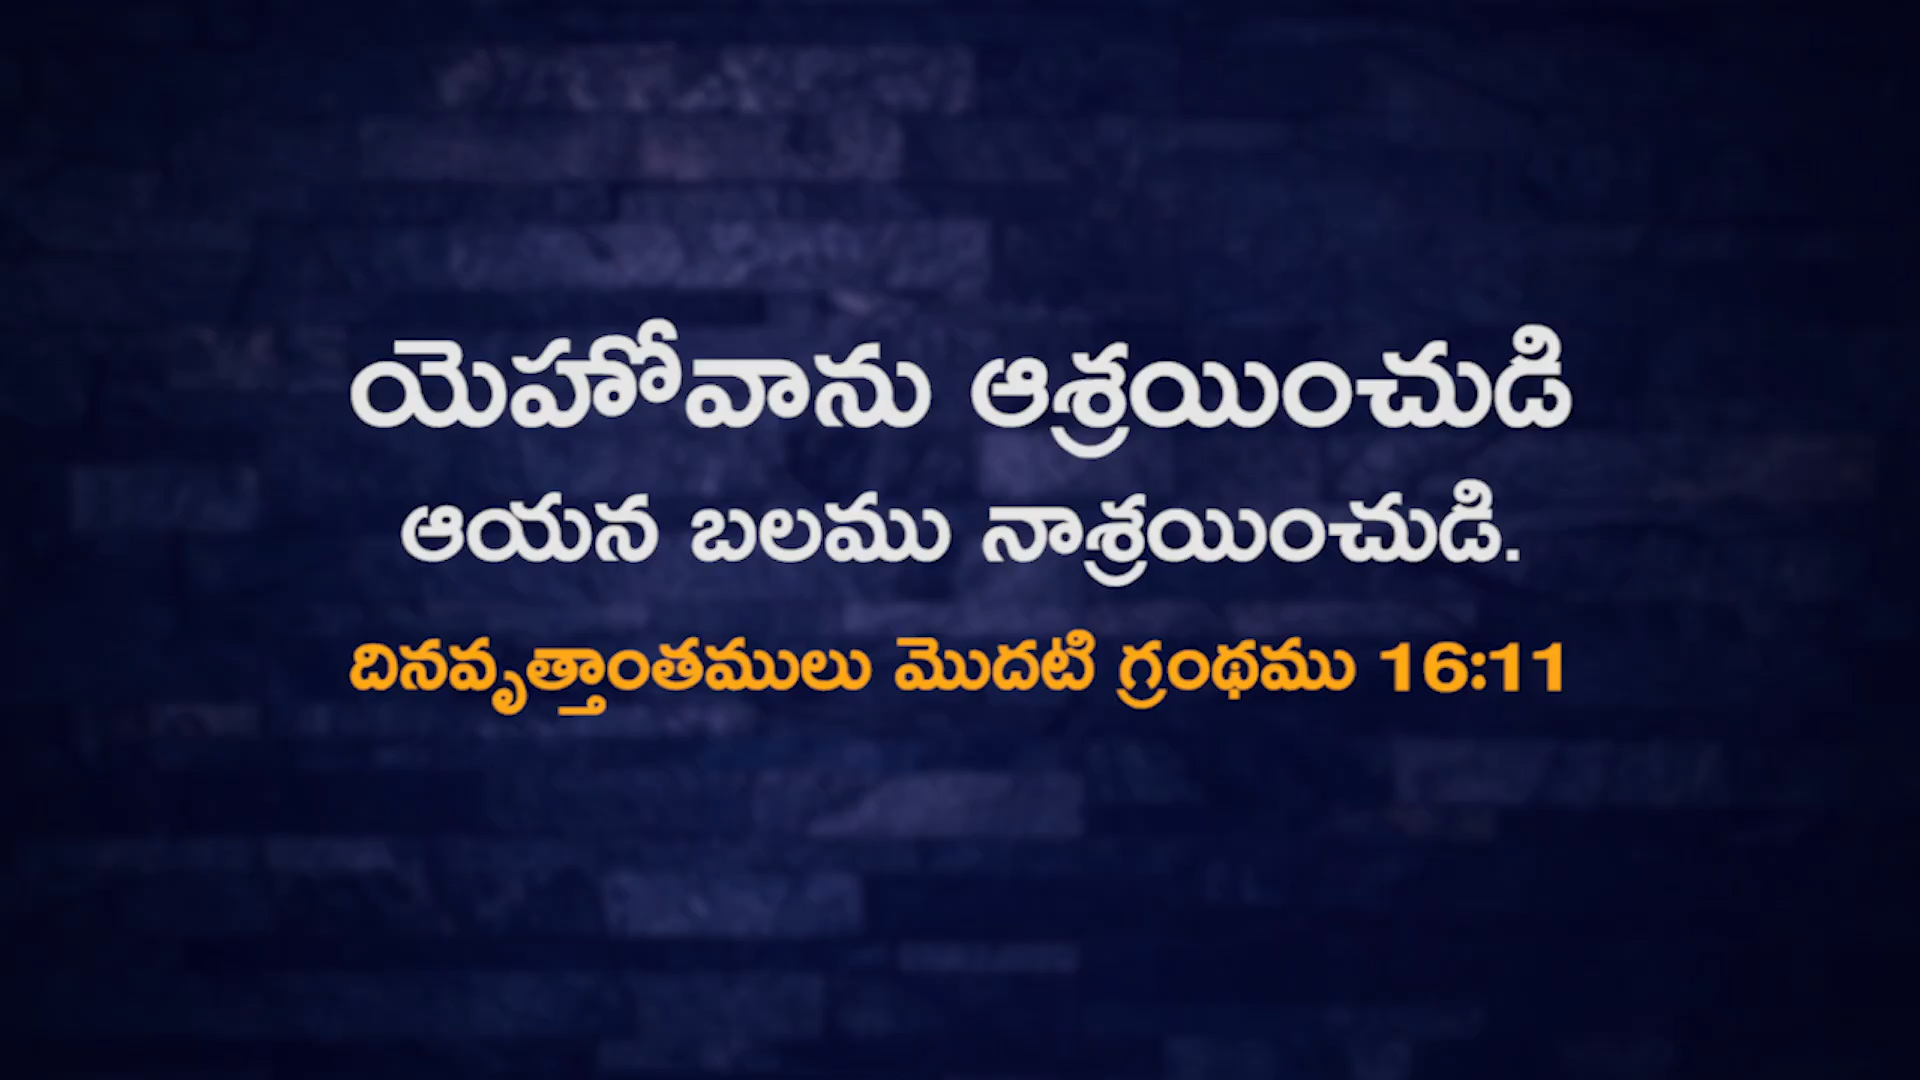 యెహోవాను ఆశ్రయించుడి
ఆయన బలము నాశ్రయించుడి.
దినవృత్తాంతములు మొదటి గ్రంథము 16:11